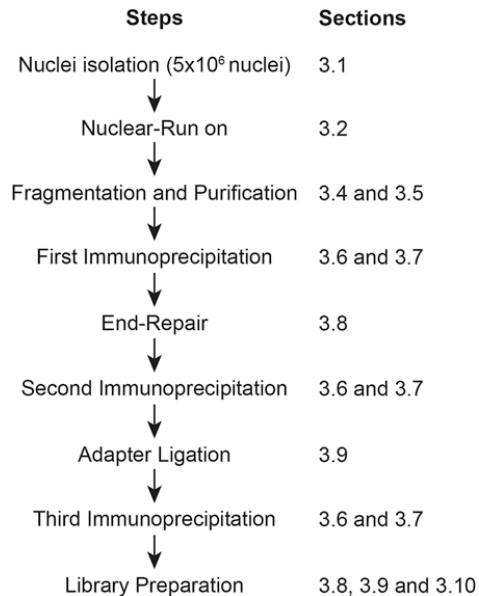 Steps Sections
Nuclei isolation (5x10⁶ nuclei) 3.1
Nuclear-Run on 3.2
Fragmentation and Purification 3.4 and 3.5
First Immunoprecipitation 3.6 and 3.7
End-Repair 3.8
Second Immunoprecipitation 3.6 and 3.7
Adapter Ligation 3.9
Third Immunoprecipitation 3.6 and 3.7
Library Preparation 3.8, 3.9 and 3.10